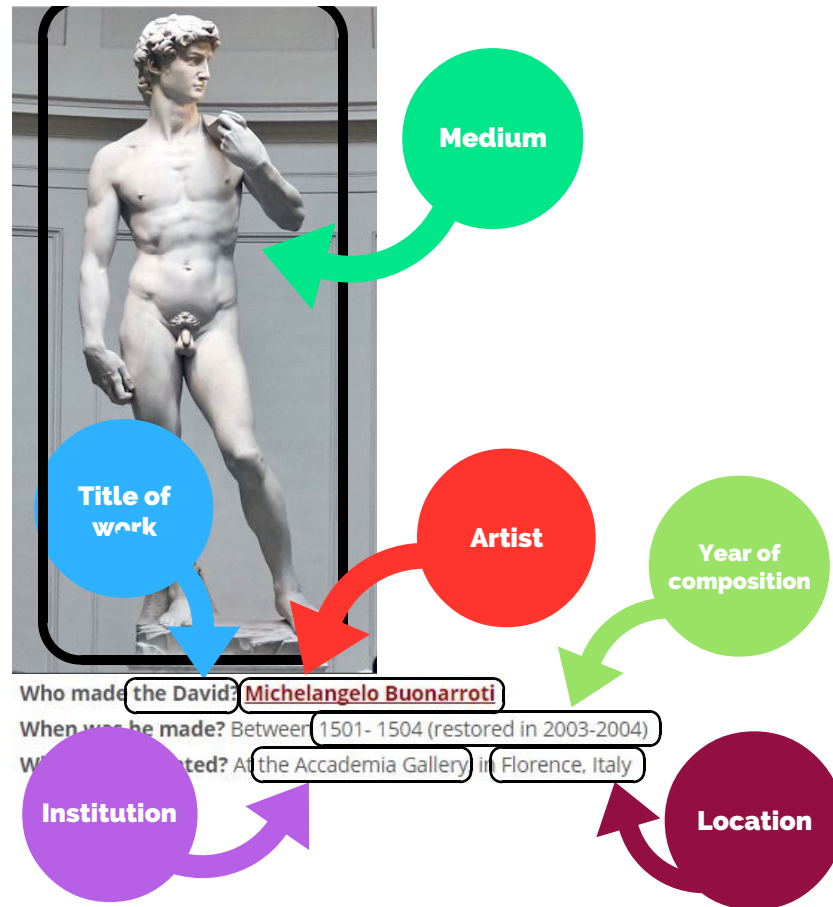 Medium
Title of
work
Artist
Year of
composition
Who made the David? Michelangelo Buonarroti
When was he made? Between 1501- 1504 (restored in 2003-2004)
ted? At the Accademia Gallery in Florence, Italy
Institution
Location